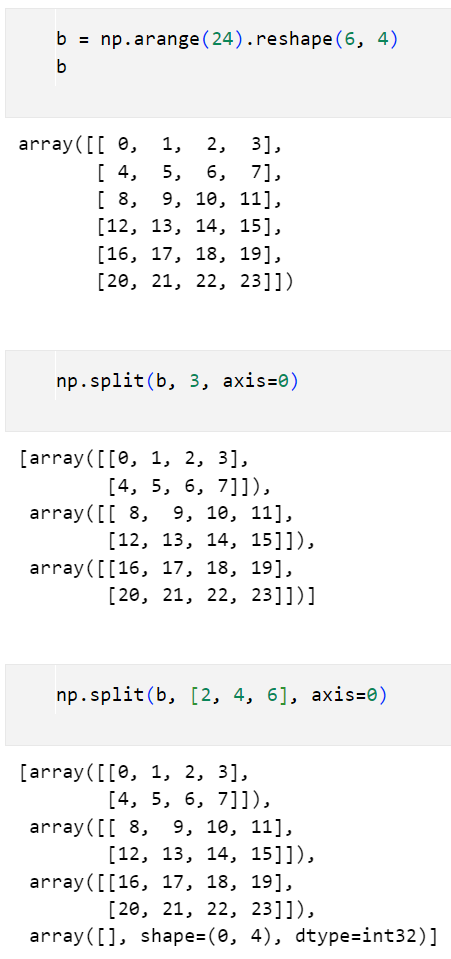 b = np.arange(24).reshape(6, 4)
b
array([[ 0,  1,  2,  3],
       [ 4,  5,  6,  7],
       [ 8,  9, 10, 11],
       [12, 13, 14, 15],
       [16, 17, 18, 19],
       [20, 21, 22, 23]])
np.split(b, 3, axis=0)
[array([[0, 1, 2, 3],
        [4, 5, 6, 7]]),
 array([[ 8,  9, 10, 11],
        [12, 13, 14, 15]]),
 array([[16, 17, 18, 19],
        [20, 21, 22, 23]])]
np.split(b, [2, 4, 6], axis=0)
[array([[0, 1, 2, 3],
        [4, 5, 6, 7]]),
 array([[ 8,  9, 10, 11],
        [12, 13, 14, 15]]),
 array([[16, 17, 18, 19],
        [20, 21, 22, 23]]),
 array([], shape=(0, 4), dtype=int32)]